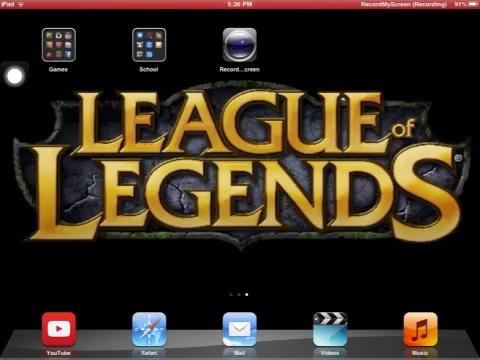 iPad 5:36 PM RecordMyScreen (Recording) 91%
Games School Record...creen
LEAGUE of
LEGENDS®
YouTube Safari Mail Videos Music